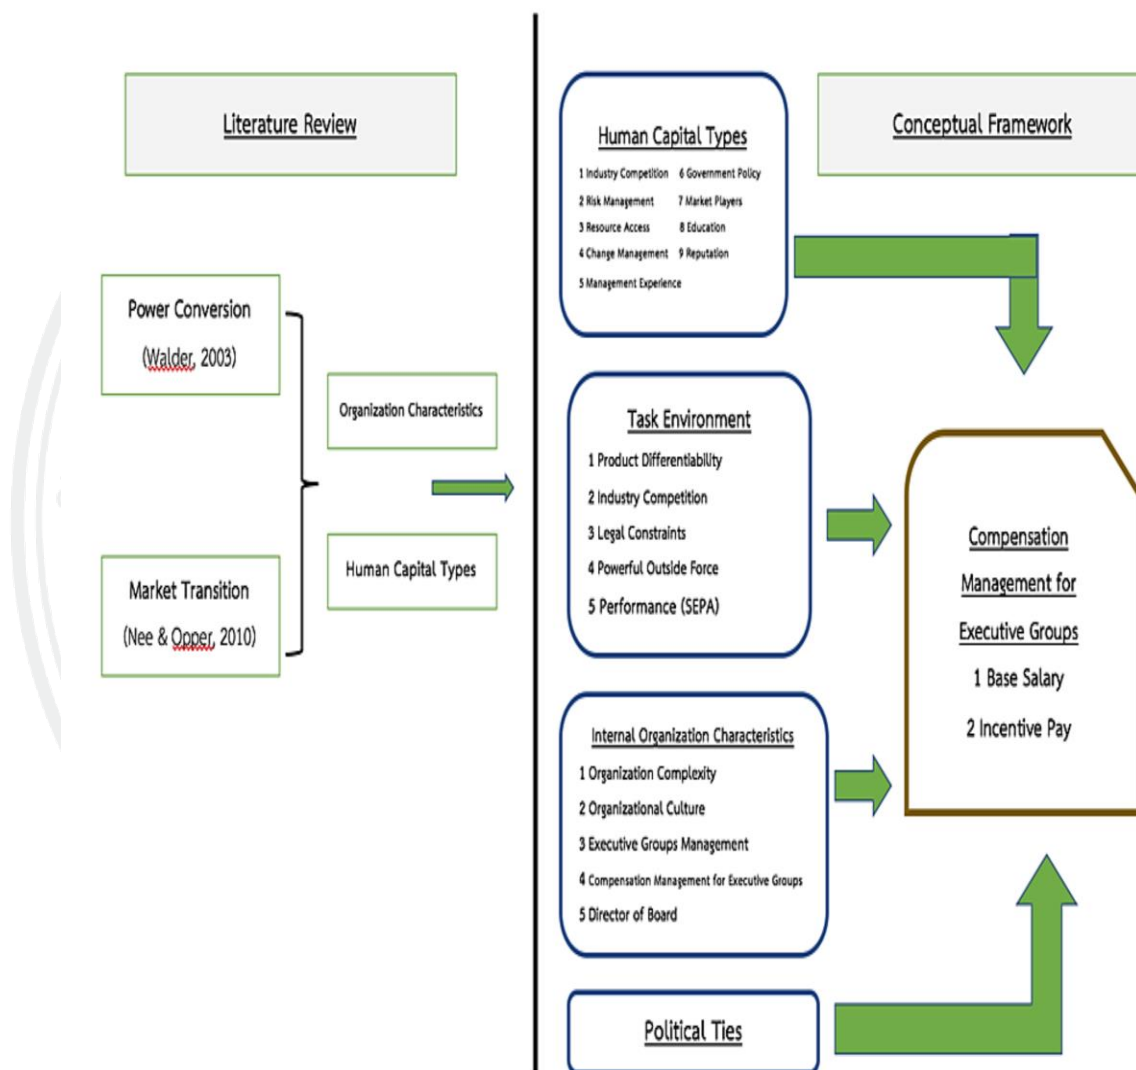 Literature Review
Power Conversion
(Walder, 2003)
Market Transition
(Nee & Opper, 2010)
Organization Characteristics
Human Capital Types
Conceptual Framework
Human Capital Types
1 Industry Competition 6 Government Policy
2 Risk Management 7 Market Players
3 Resource Access 8 Education
4 Change Management 9 Reputation
5 Management Experience
Task Environment
1 Product Differentiability
2 Industry Competition
3 Legal Constraints
4 Powerful Outside Force
5 Performance (SEPA)
Internal Organization Characteristics
1 Organization Complexity
2 Organizational Culture
3 Executive Groups Management
4 Compensation Management for Executive Groups
5 Director of Board
Political Ties
Compensation
Management for
Executive Groups
1 Base Salary
2 Incentive Pay